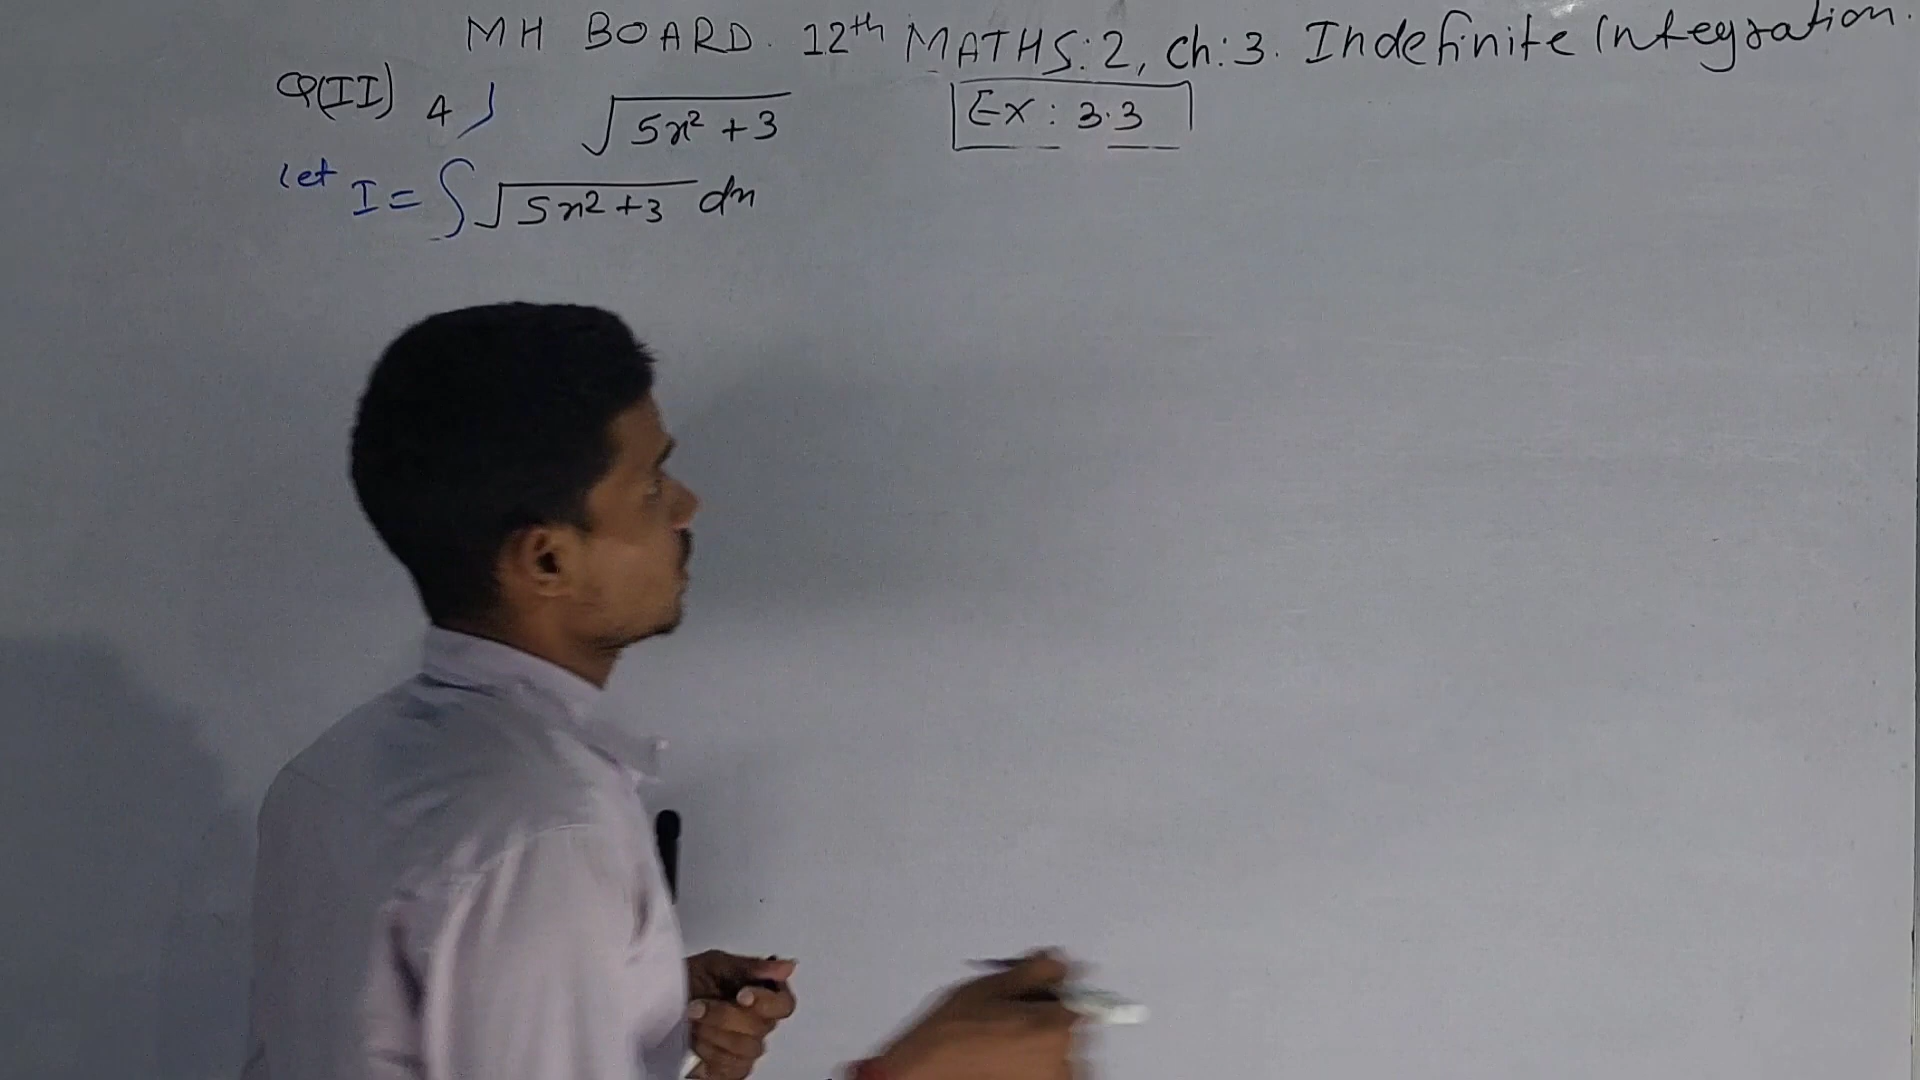 MH BOARD. 12th MATHS:2, Ch:3. Indefinite Integration.
Q(II) 4) √5x² + 3
Ex : 3.3
let I = ∫√5x² + 3 dx